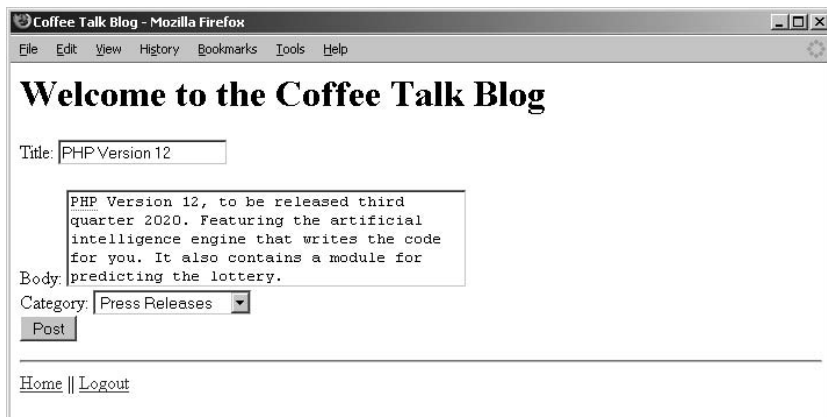 Coffee Talk Blog - Mozilla Firefox
File Edit View History Bookmarks Tools Help
Welcome to the Coffee Talk Blog
Title: PHP Version 12
PHP Version 12, to be released third
quarter 2020. Featuring the artificial
intelligence engine that writes the code
for you. It also contains a module for
Body: predicting the lottery.
Category: Press Releases
Post
Home || Logout